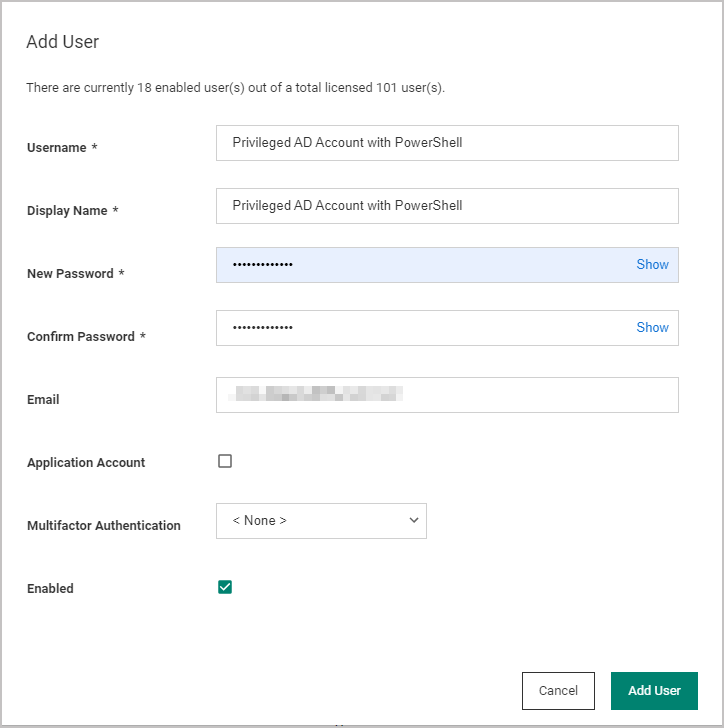 Add User
There are currently 18 enabled user(s) out of a total licensed 101 user(s).
Username *
Privileged AD Account with PowerShell
Display Name *
Privileged AD Account with PowerShell
New Password *
•••••••••••••
Show
Confirm Password *
•••••••••••••
Show
Email
Application Account
Multifactor Authentication
< None >
Enabled
Cancel
Add User